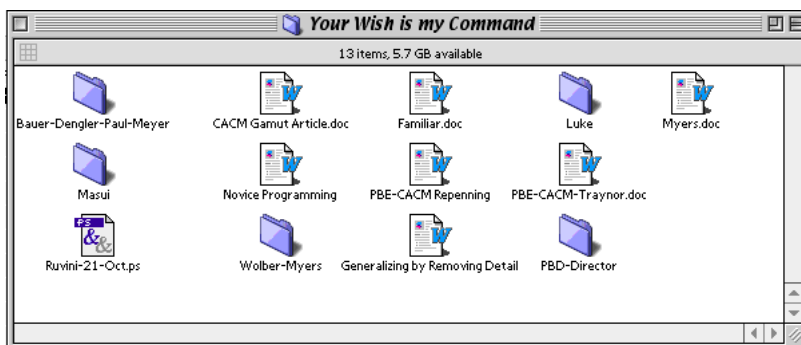 Your Wish is my Command
13 items, 5.7 GB available
Bauer-Dengler-Paul-Meyer CACM Gamut Article.doc Familiar.doc Luke Myers.doc
Masui Novice Programming PBE-CACM Repenning PBE-CACM-Traynor.doc
PS
&&
Ruvini-21-Oct.ps Wolber-Myers Generalizing by Removing Detail PBD-Director